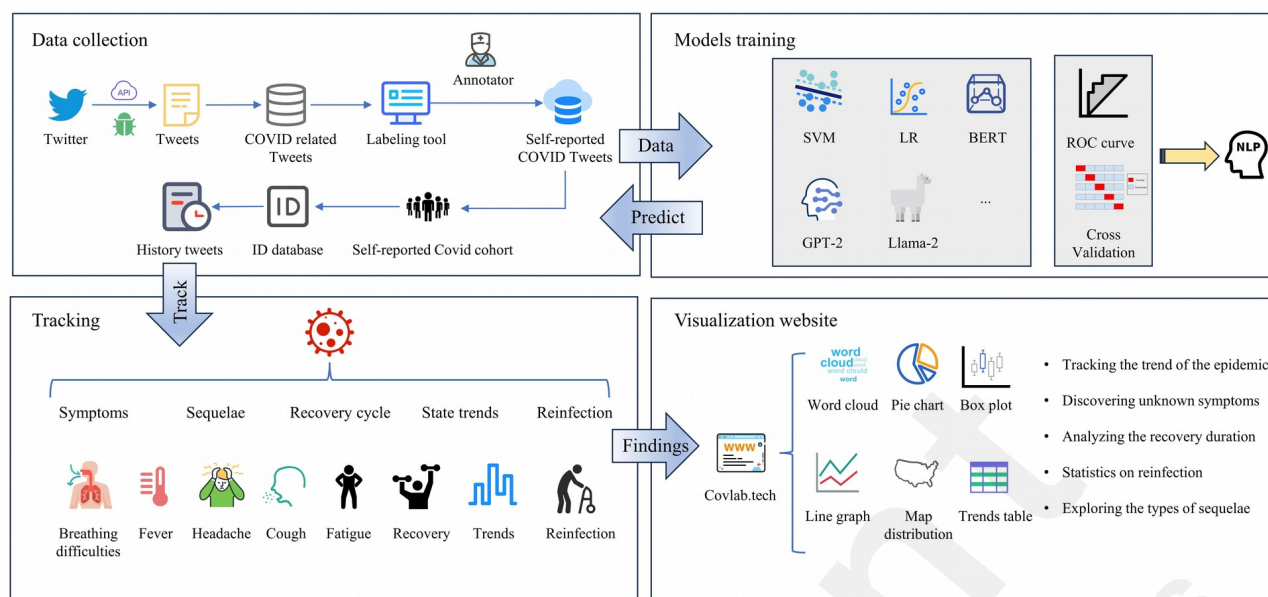 Data collection
API
Annotator
Twitter
Tweets
COVID related
Tweets
Labeling tool
Self-reported
COVID Tweets
ID
History tweets
ID database
Self-reported Covid cohort
Data
Predict
Models training
SVM
LR
BERT
GPT-2
Llama-2
...
ROC curve
Cross
Validation
NLP
Track
Tracking
Symptoms
Sequelae
Recovery cycle
State trends
Reinfection
Breathing
difficulties
Fever
Headache
Cough
Fatigue
Recovery
Trends
Reinfection
Findings
Visualization website
WWW
Covlab.tech
word
cloud
word clould
word
Word cloud
Pie chart
Box plot
Line graph
Map
distribution
Trends table
• Tracking the trend of the epidemic
• Discovering unknown symptoms
• Analyzing the recovery duration
• Statistics on reinfection
• Exploring the types of sequelae